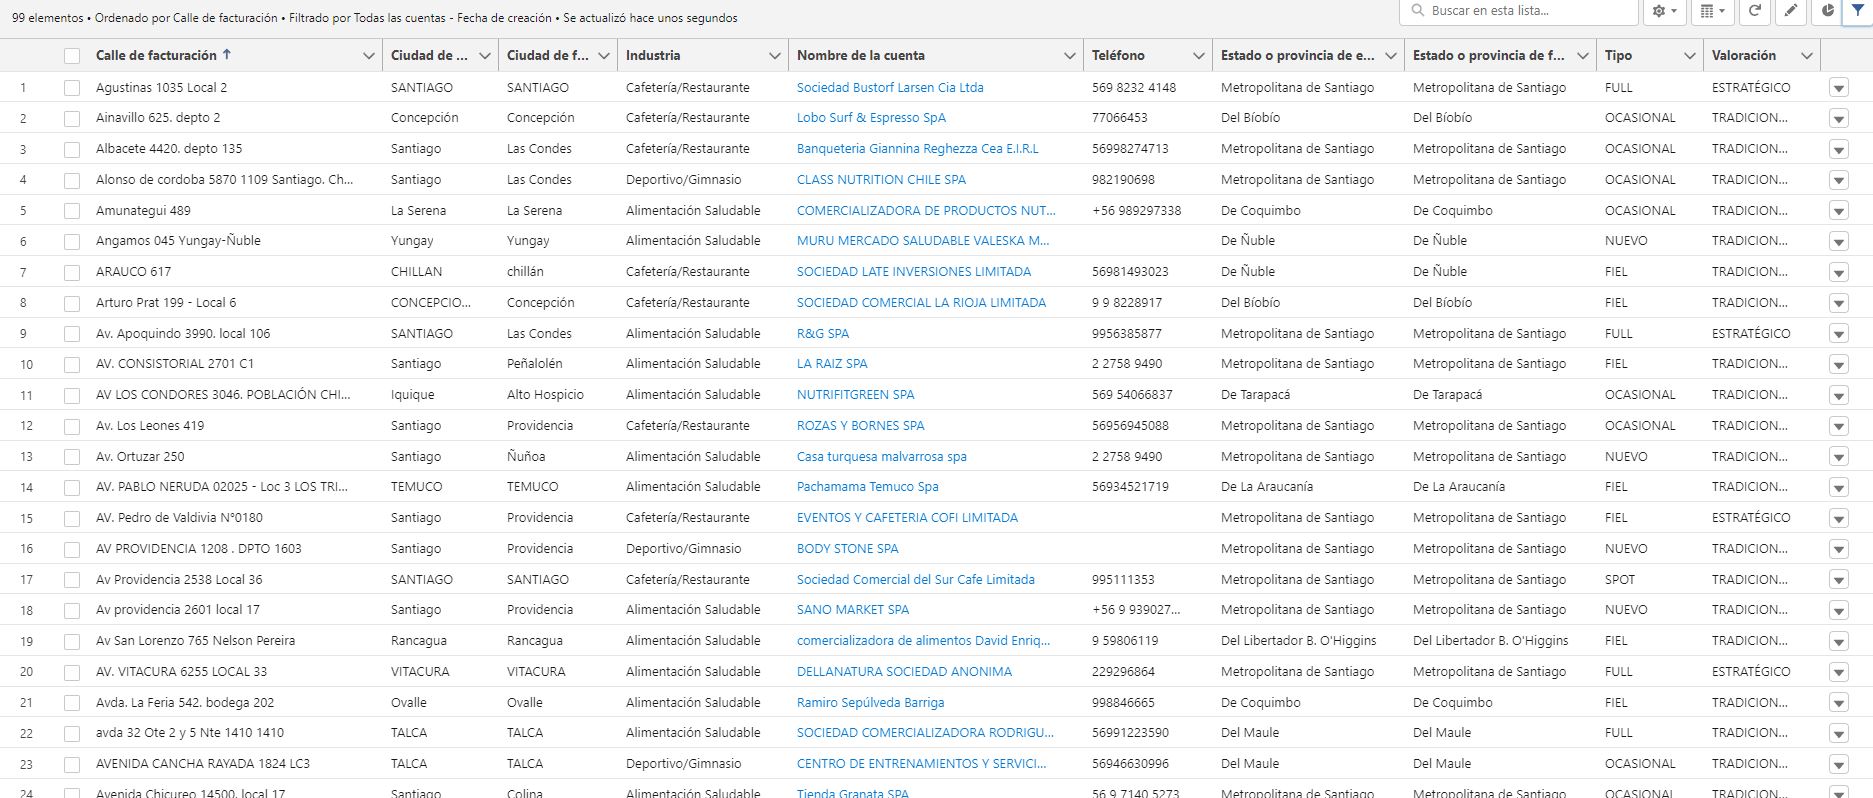 99 elementos • Ordenado por Calle de facturación • Filtrado por Todas las cuentas - Fecha de creación • Se actualizó hace unos segundos Buscar en esta lista...
Calle de facturación ↑ Ciudad de ... Ciudad de f... Industria Nombre de la cuenta Teléfono Estado o provincia de e... Estado o provincia de f... Tipo Valoración
1 Agustinas 1035 Local 2 SANTIAGO SANTIAGO Cafetería/Restaurante Sociedad Bustorf Larsen Cia Ltda 569 8232 4148 Metropolitana de Santiago Metropolitana de Santiago FULL ESTRATÉGICO
2 Ainavillo 625. depto 2 Concepción Concepción Cafetería/Restaurante Lobo Surf & Espresso SpA 77066453 Del Bíobío Del Bíobío OCASIONAL TRADICION...
3 Albacete 4420. depto 135 Santiago Las Condes Cafetería/Restaurante Banqueteria Giannina Reghezza Cea E.I.R.L 56998274713 Metropolitana de Santiago Metropolitana de Santiago OCASIONAL TRADICION...
4 Alonso de cordoba 5870 1109 Santiago. Ch... Santiago Las Condes Deportivo/Gimnasio CLASS NUTRITION CHILE SPA 982190698 Metropolitana de Santiago Metropolitana de Santiago OCASIONAL TRADICION...
5 Amunategui 489 La Serena La Serena Alimentación Saludable COMERCIALIZADORA DE PRODUCTOS NUT... +56 989297338 De Coquimbo De Coquimbo OCASIONAL TRADICION...
6 Angamos 045 Yungay-Ñuble Yungay Yungay Alimentación Saludable MURU MERCADO SALUDABLE VALESKA M... De Ñuble De Ñuble NUEVO TRADICION...
7 ARAUCO 617 CHILLAN chillán Cafetería/Restaurante SOCIEDAD LATE INVERSIONES LIMITADA 56981493023 De Ñuble De Ñuble FIEL TRADICION...
8 Arturo Prat 199 - Local 6 CONCEPCIO... Concepción Cafetería/Restaurante SOCIEDAD COMERCIAL LA RIOJA LIMITADA 9 9 8228917 Del Bíobío Del Bíobío FIEL TRADICION...
9 Av. Apoquindo 3990. local 106 SANTIAGO Las Condes Alimentación Saludable R&G SPA 9956385877 Metropolitana de Santiago Metropolitana de Santiago FULL ESTRATÉGICO
10 AV. CONSISTORIAL 2701 C1 Santiago Peñalolén Alimentación Saludable LA RAIZ SPA 2 2758 9490 Metropolitana de Santiago Metropolitana de Santiago FIEL TRADICION...
11 AV LOS CONDORES 3046. POBLACIÓN CHI... Iquique Alto Hospicio Alimentación Saludable NUTRIFITGREEN SPA 569 54066837 De Tarapacá De Tarapacá OCASIONAL TRADICION...
12 Av. Los Leones 419 Santiago Providencia Cafetería/Restaurante ROZAS Y BORNES SPA 56956945088 Metropolitana de Santiago Metropolitana de Santiago OCASIONAL TRADICION...
13 Av. Ortuzar 250 Santiago Ñuñoa Alimentación Saludable Casa turquesa malvarrosa spa 2 2758 9490 Metropolitana de Santiago Metropolitana de Santiago NUEVO TRADICION...
14 AV. PABLO NERUDA 02025 - Loc 3 LOS TRI... TEMUCO TEMUCO Alimentación Saludable Pachamama Temuco Spa 56934521719 De La Araucanía De La Araucanía FIEL TRADICION...
15 AV. Pedro de Valdivia N°0180 Santiago Providencia Cafetería/Restaurante EVENTOS Y CAFETERIA COFI LIMITADA Metropolitana de Santiago Metropolitana de Santiago FIEL ESTRATÉGICO
16 AV PROVIDENCIA 1208 . DPTO 1603 Santiago Providencia Deportivo/Gimnasio BODY STONE SPA Metropolitana de Santiago Metropolitana de Santiago NUEVO TRADICION...
17 Av Providencia 2538 Local 36 SANTIAGO SANTIAGO Cafetería/Restaurante Sociedad Comercial del Sur Cafe Limitada 995111353 Metropolitana de Santiago Metropolitana de Santiago SPOT TRADICION...
18 Av providencia 2601 local 17 Santiago Providencia Alimentación Saludable SANO MARKET SPA +56 9 939027... Metropolitana de Santiago Metropolitana de Santiago NUEVO TRADICION...
19 Av San Lorenzo 765 Nelson Pereira Rancagua Rancagua Alimentación Saludable comercializadora de alimentos David Enriq... 9 59806119 Del Libertador B. O'Higgins Del Libertador B. O'Higgins FIEL TRADICION...
20 AV. VITACURA 6255 LOCAL 33 VITACURA VITACURA Alimentación Saludable DELLANATURA SOCIEDAD ANONIMA 229296864 Metropolitana de Santiago Metropolitana de Santiago FULL ESTRATÉGICO
21 Avda. La Feria 542. bodega 202 Ovalle Ovalle Alimentación Saludable Ramiro Sepúlveda Barriga 998846665 De Coquimbo De Coquimbo FIEL TRADICION...
22 avda 32 Ote 2 y 5 Nte 1410 1410 TALCA TALCA Alimentación Saludable SOCIEDAD COMERCIALIZADORA RODRIGU... 56991223590 Del Maule Del Maule FULL TRADICION...
23 AVENIDA CANCHA RAYADA 1824 LC3 TALCA TALCA Deportivo/Gimnasio CENTRO DE ENTRENAMIENTOS Y SERVICI... 56946630996 Del Maule Del Maule OCASIONAL TRADICION...
24 Avenida Chicureo 14500. local 17 Santiago Colina Alimentación Saludable Tienda Granata SPA 56 9 7140 5273 Metropolitana de Santiago Metropolitana de Santiago OCASIONAL TRADICION...